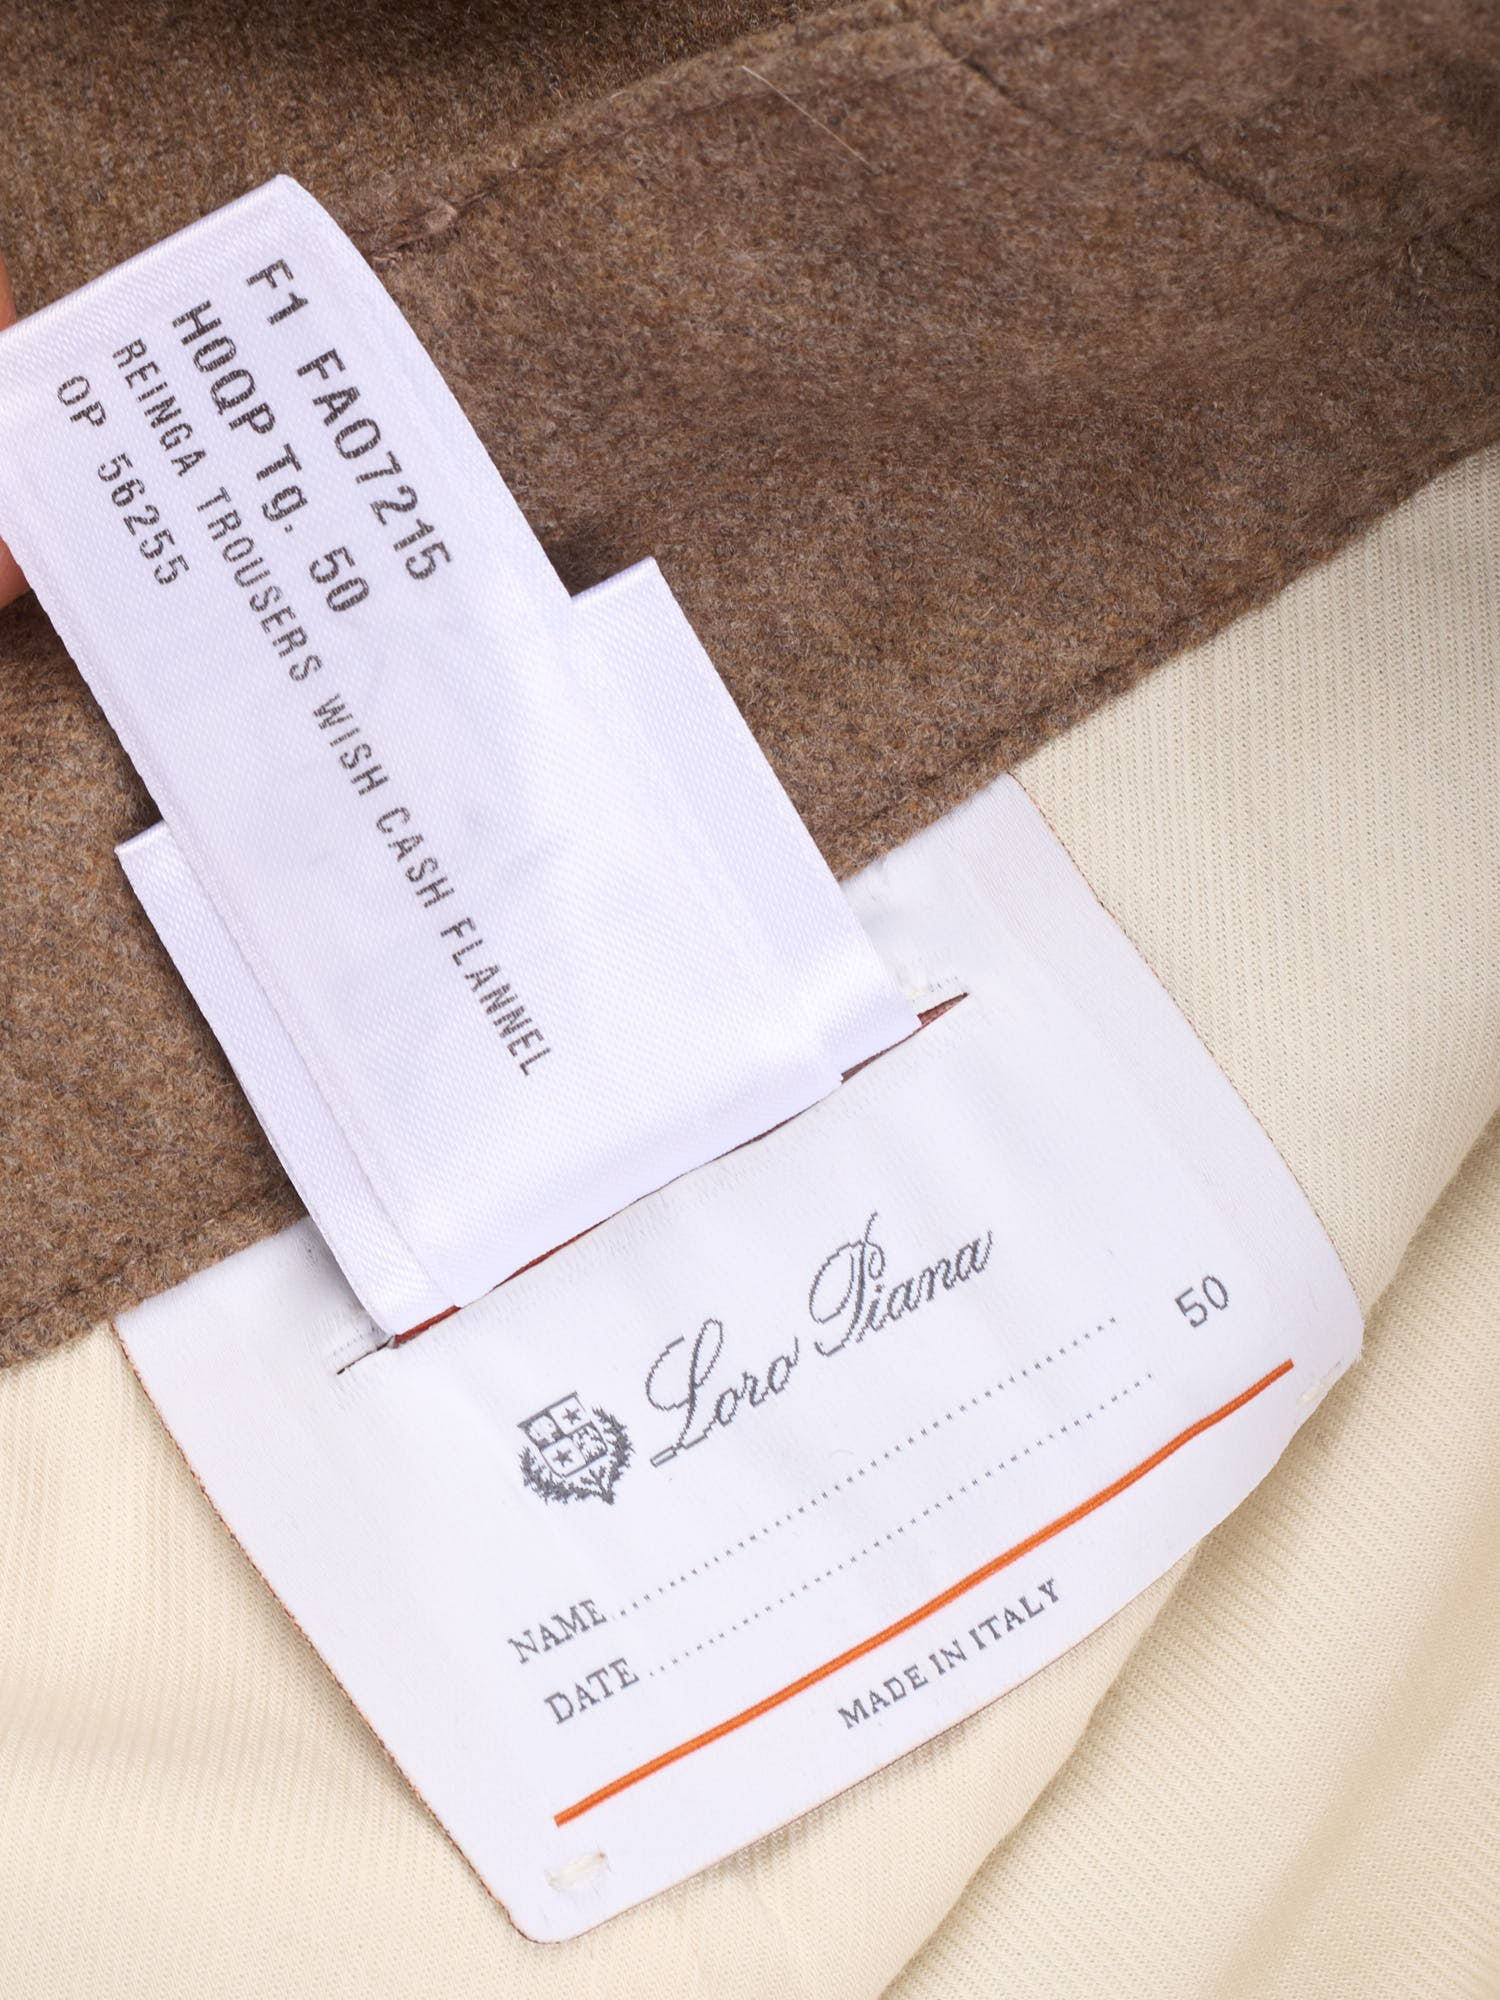 F1 FA07215
H0QP Tg. 50
REINGA TROUSERS WISH CASH FLANNEL
OP 56255
Loro Piana
50
NAME....................
DATE....................
MADE IN ITALY